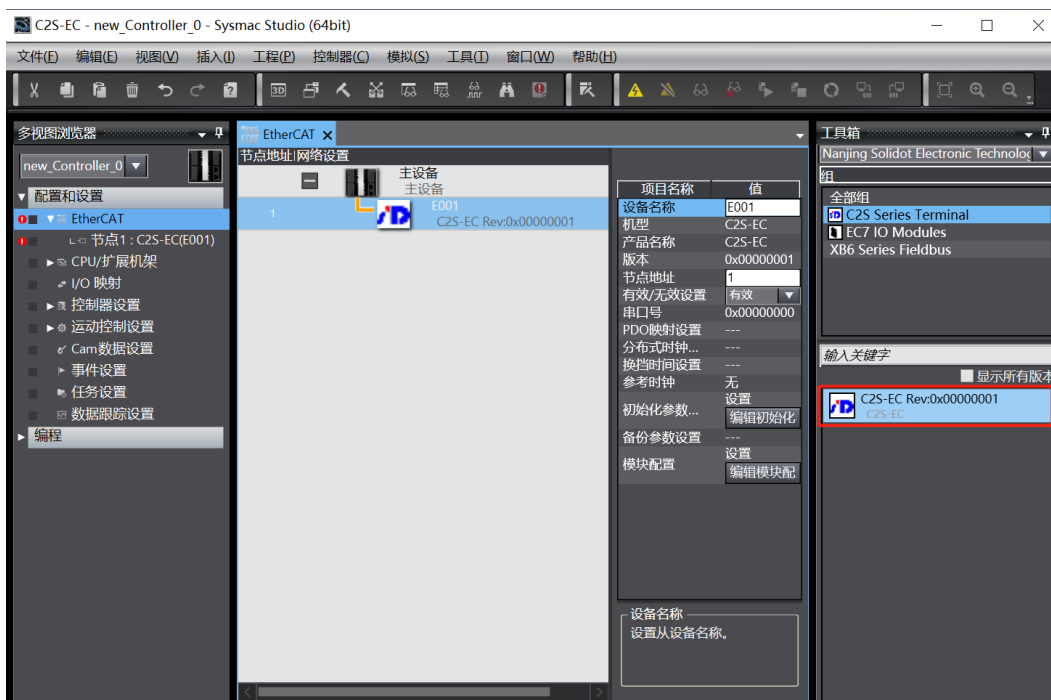 C2S-EC - new_Controller_0 - Sysmac Studio (64bit)
文件(F) 编辑(E) 视图(V) 插入(I) 工程(P) 控制器(C) 模拟(S) 工具(T) 窗口(W) 帮助(H)
多视图浏览器
new_Controller_0
配置和设置
EtherCAT
节点1 : C2S-EC(E001)
CPU/扩展机架
I/O 映射
控制器设置
运动控制设置
Cam数据设置
事件设置
任务设置
数据跟踪设置
编程
EtherCAT
节点地址|网络设置
主设备
主设备
1
E001
C2S-EC Rev:0x00000001
项目名称 值
设备名称 E001
机型 C2S-EC
产品名称 C2S-EC
版本 0x00000001
节点地址 1
有效/无效设置 有效
串口号 0x00000000
PDO映射设置 ---
分布式时钟... ---
换挡时间设置 ---
参考时钟 无
初始化参数... 设置
编辑初始化
备份参数设置 ---
模块配置 设置
编辑模块配
设备名称
设置从设备名称。
工具箱
Nanjing Solidot Electronic Technolo
组
全部组
C2S Series Terminal
EC7 IO Modules
XB6 Series Fieldbus
输入关键字
显示所有版本
C2S-EC Rev:0x00000001
C2S-EC